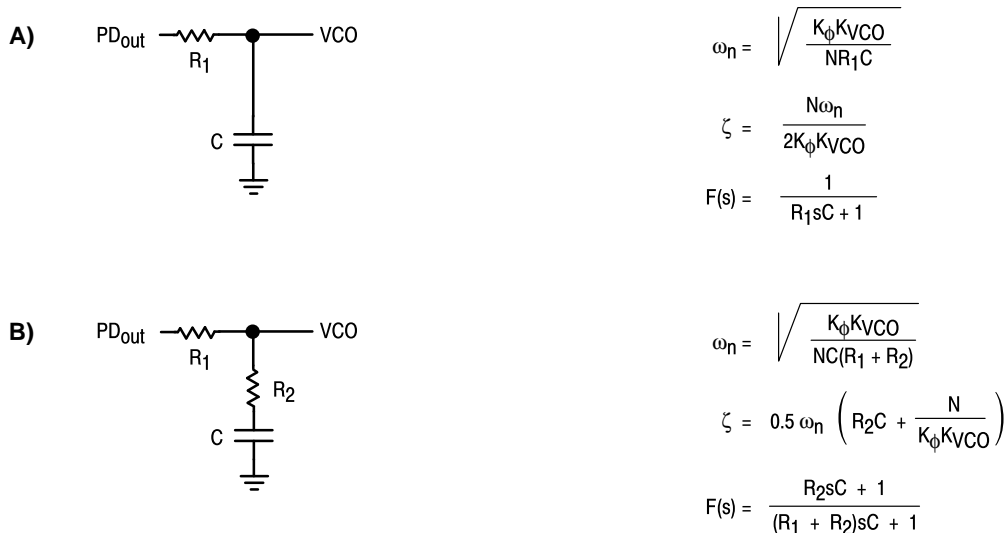 A)
PDout
R1
VCO
C
ωn = √ KϕKVCO / NR1C
ζ = Nωn / 2KϕKVCO
F(s) = 1 / R1sC + 1
B)
PDout
R1
VCO
R2
C
ωn = √ KϕKVCO / NC(R1 + R2)
ζ = 0.5 ωn (R2C + N / KϕKVCO)
F(s) = R2sC + 1 / (R1 + R2)sC + 1